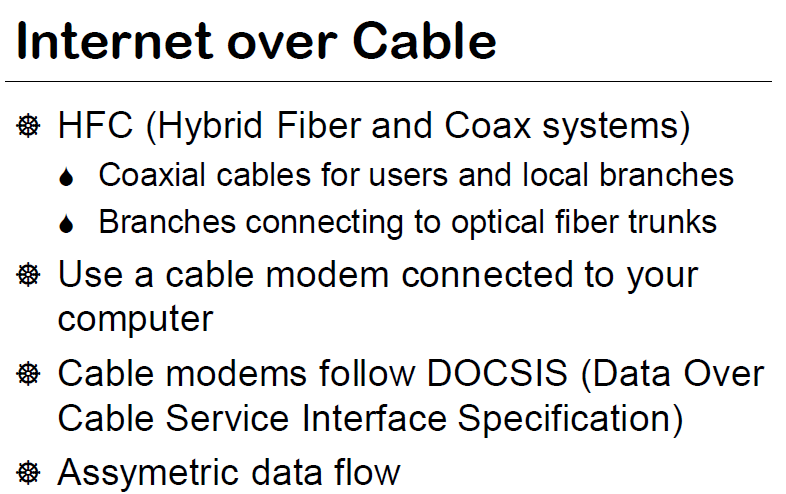 Internet over Cable
HFC (Hybrid Fiber and Coax systems)
Coaxial cables for users and local branches
Branches connecting to optical fiber trunks
Use a cable modem connected to your
computer
Cable modems follow DOCSIS (Data Over
Cable Service Interface Specification)
Assymetric data flow